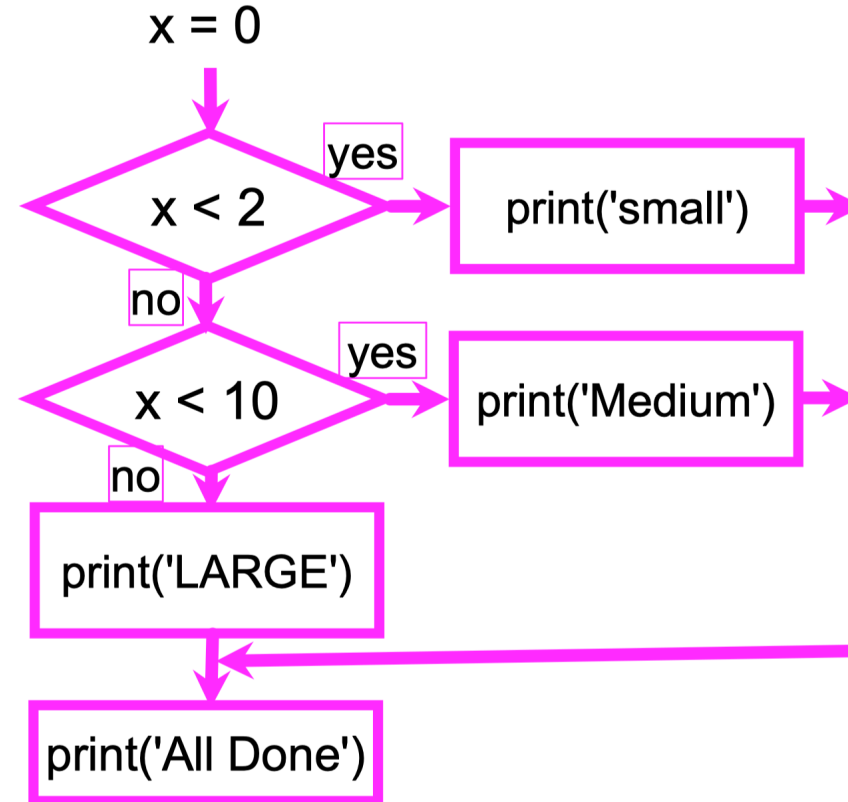 x = 0
yes
x < 2
print('small')
no
yes
x < 10
print('Medium')
no
print('LARGE')
print('All Done')